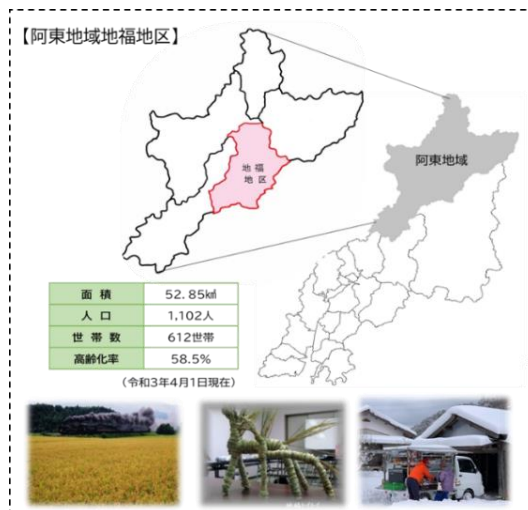 【阿東地域地福地区】
阿東地域
地福
地区
面積 52.85㎢
人口 1,102人
世帯数 612世帯
高齢化率 58.5%
（令和3年4月1日現在）